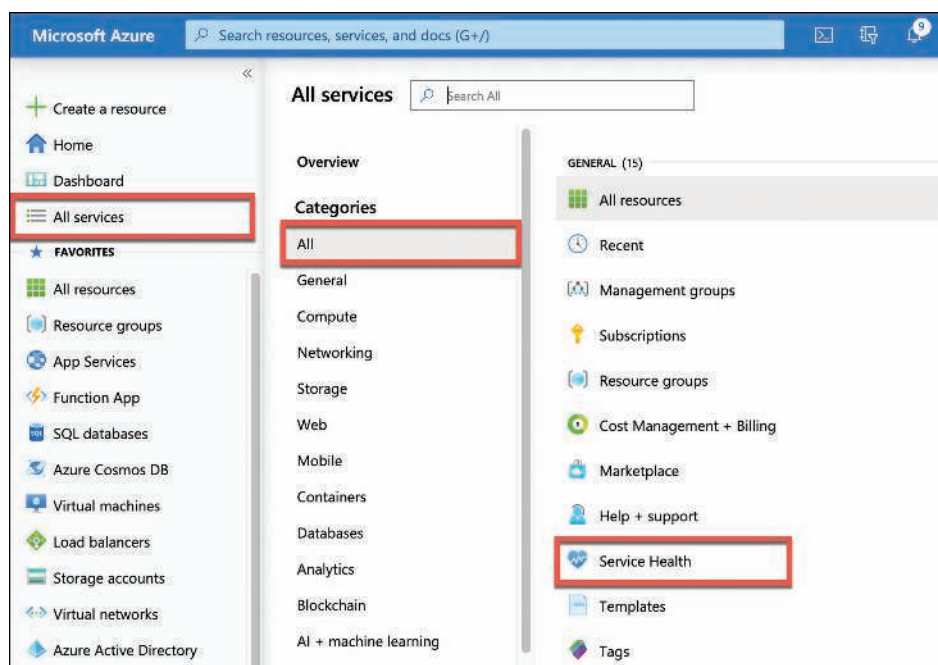 Microsoft Azure
Search resources, services, and docs (G+/)
9
Create a resource
Home
Dashboard
All services
FAVORITES
All resources
Resource groups
App Services
Function App
SQL databases
Azure Cosmos DB
Virtual machines
Load balancers
Storage accounts
Virtual networks
Azure Active Directory
All services
Search All
Overview
Categories
All
General
Compute
Networking
Storage
Web
Mobile
Containers
Databases
Analytics
Blockchain
AI + machine learning
GENERAL (15)
All resources
Recent
Management groups
Subscriptions
Resource groups
Cost Management + Billing
Marketplace
Help + support
Service Health
Templates
Tags